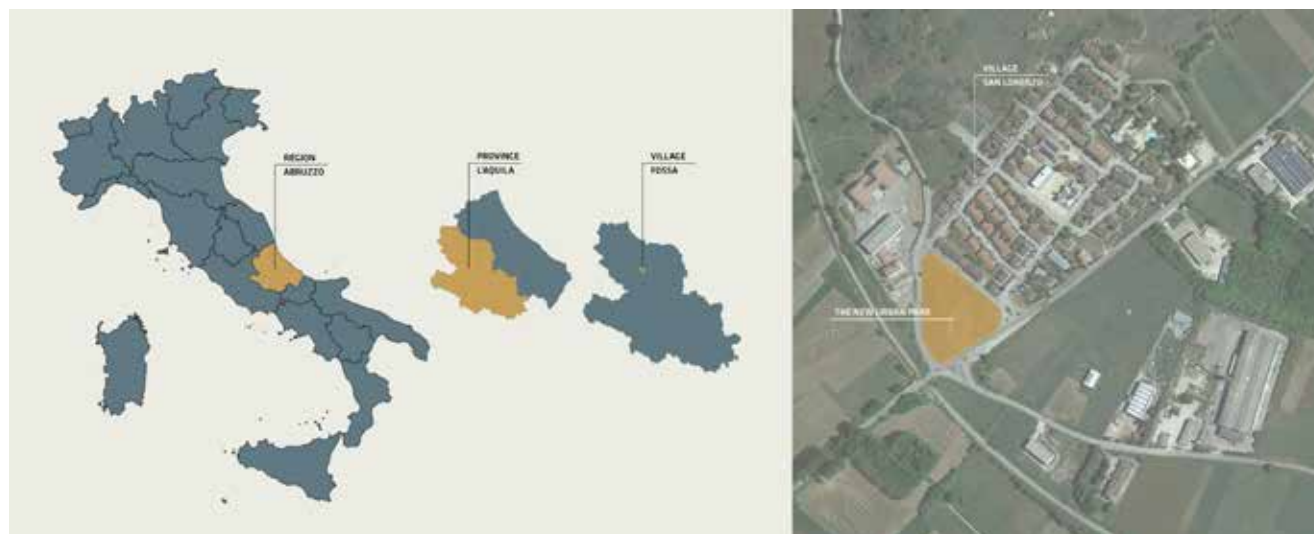 REGION
ABRUZZO
PROVINCE
L'AQUILA
VILLAGE
FOSSA
VILLAGE
SAN LORENZO
THE NEW URBAN PARK